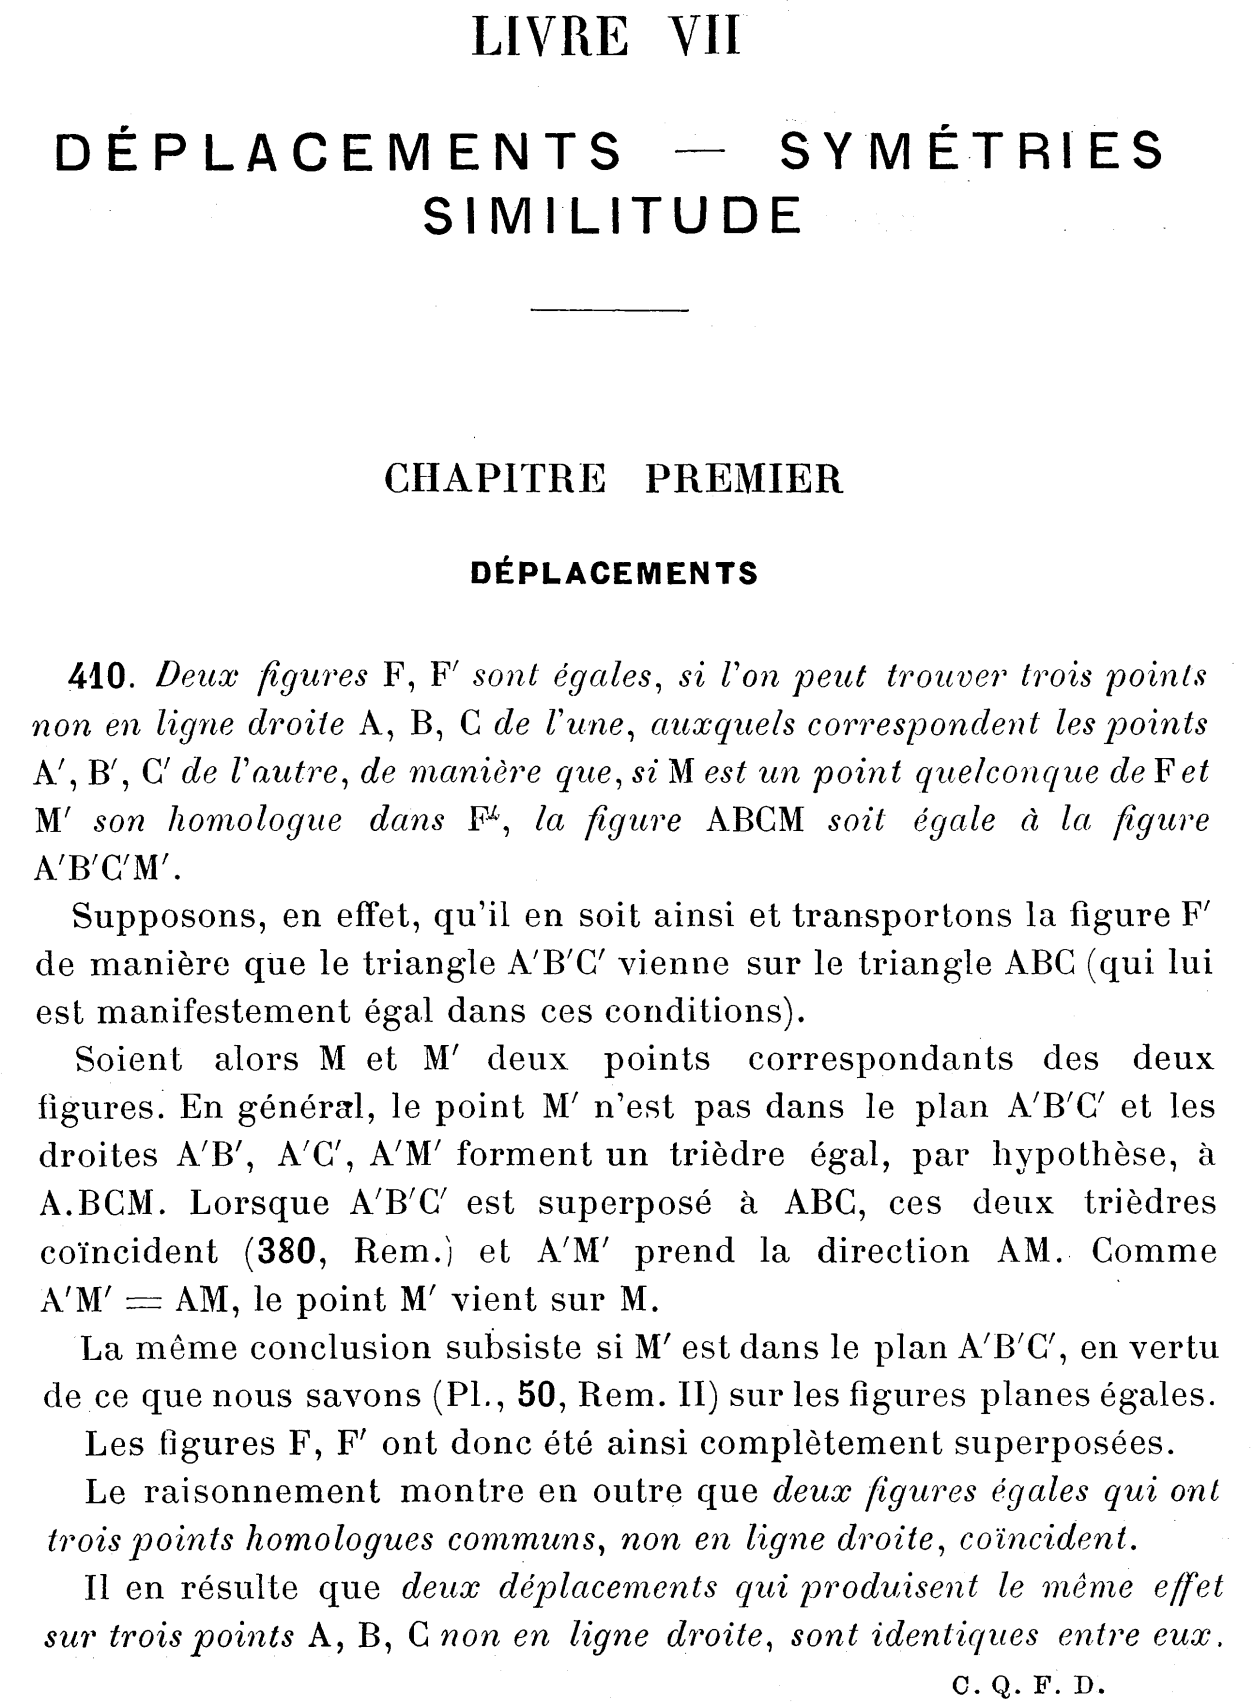 LIVRE VII
DÉPLACEMENTS — SYMÉTRIES
SIMILITUDE
CHAPITRE PREMIER
DÉPLACEMENTS
410. Deux figures F, F′ sont égales, si l'on peut trouver trois points
non en ligne droite A, B, C de l'une, auxquels correspondent les points
A′, B′, C′ de l'autre, de manière que, si M est un point quelconque de F et
M′ son homologue dans F′, la figure ABCM soit égale à la figure
A′B′C′M′.
Supposons, en effet, qu'il en soit ainsi et transportons la figure F′
de manière que le triangle A′B′C′ vienne sur le triangle ABC (qui lui
est manifestement égal dans ces conditions).
Soient alors M et M′ deux points correspondants des deux
figures. En général, le point M′ n'est pas dans le plan A′B′C′ et les
droites A′B′, A′C′, A′M′ forment un trièdre égal, par hypothèse, à
A.BCM. Lorsque A′B′C′ est superposé à ABC, ces deux trièdres
coïncident (380, Rem.) et A′M′ prend la direction AM. Comme
A′M′ = AM, le point M′ vient sur M.
La même conclusion subsiste si M′ est dans le plan A′B′C′, en vertu
de ce que nous savons (Pl., 50, Rem. II) sur les figures planes égales.
Les figures F, F′ ont donc été ainsi complètement superposées.
Le raisonnement montre en outre que deux figures égales qui ont
trois points homologues communs, non en ligne droite, coïncident.
Il en résulte que deux déplacements qui produisent le même effet
sur trois points A, B, C non en ligne droite, sont identiques entre eux.
C. Q. F. D.